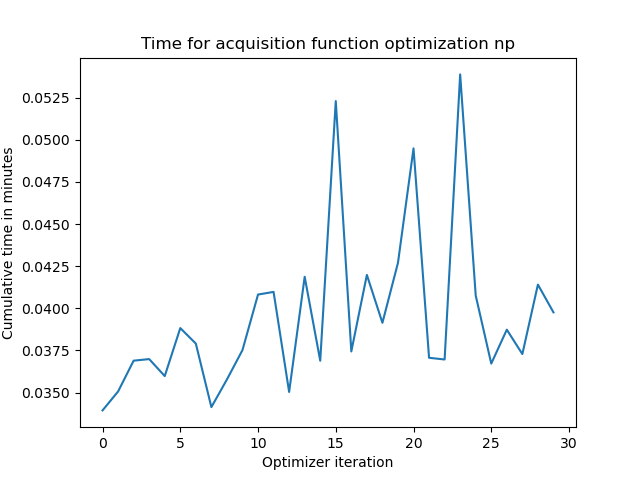 Time for acquisition function optimization np
Cumulative time in minutes
0.0525
0.0500
0.0475
0.0450
0.0425
0.0400
0.0375
0.0350
0 5 10 15 20 25 30
Optimizer iteration